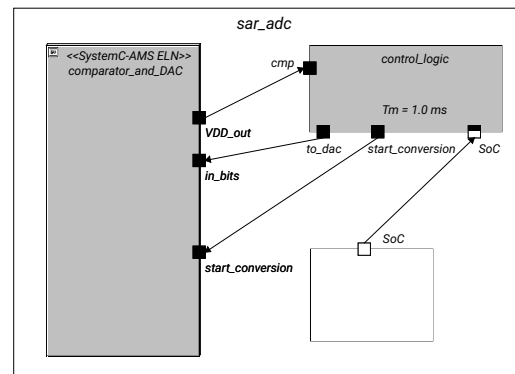 sar_adc
<<SystemC-AMS ELN>>
comparator_and_DAC
cmp
control_logic
Tm = 1.0 ms
VDD_out
to_dac
start_conversion
SoC
in_bits
SoC
start_conversion